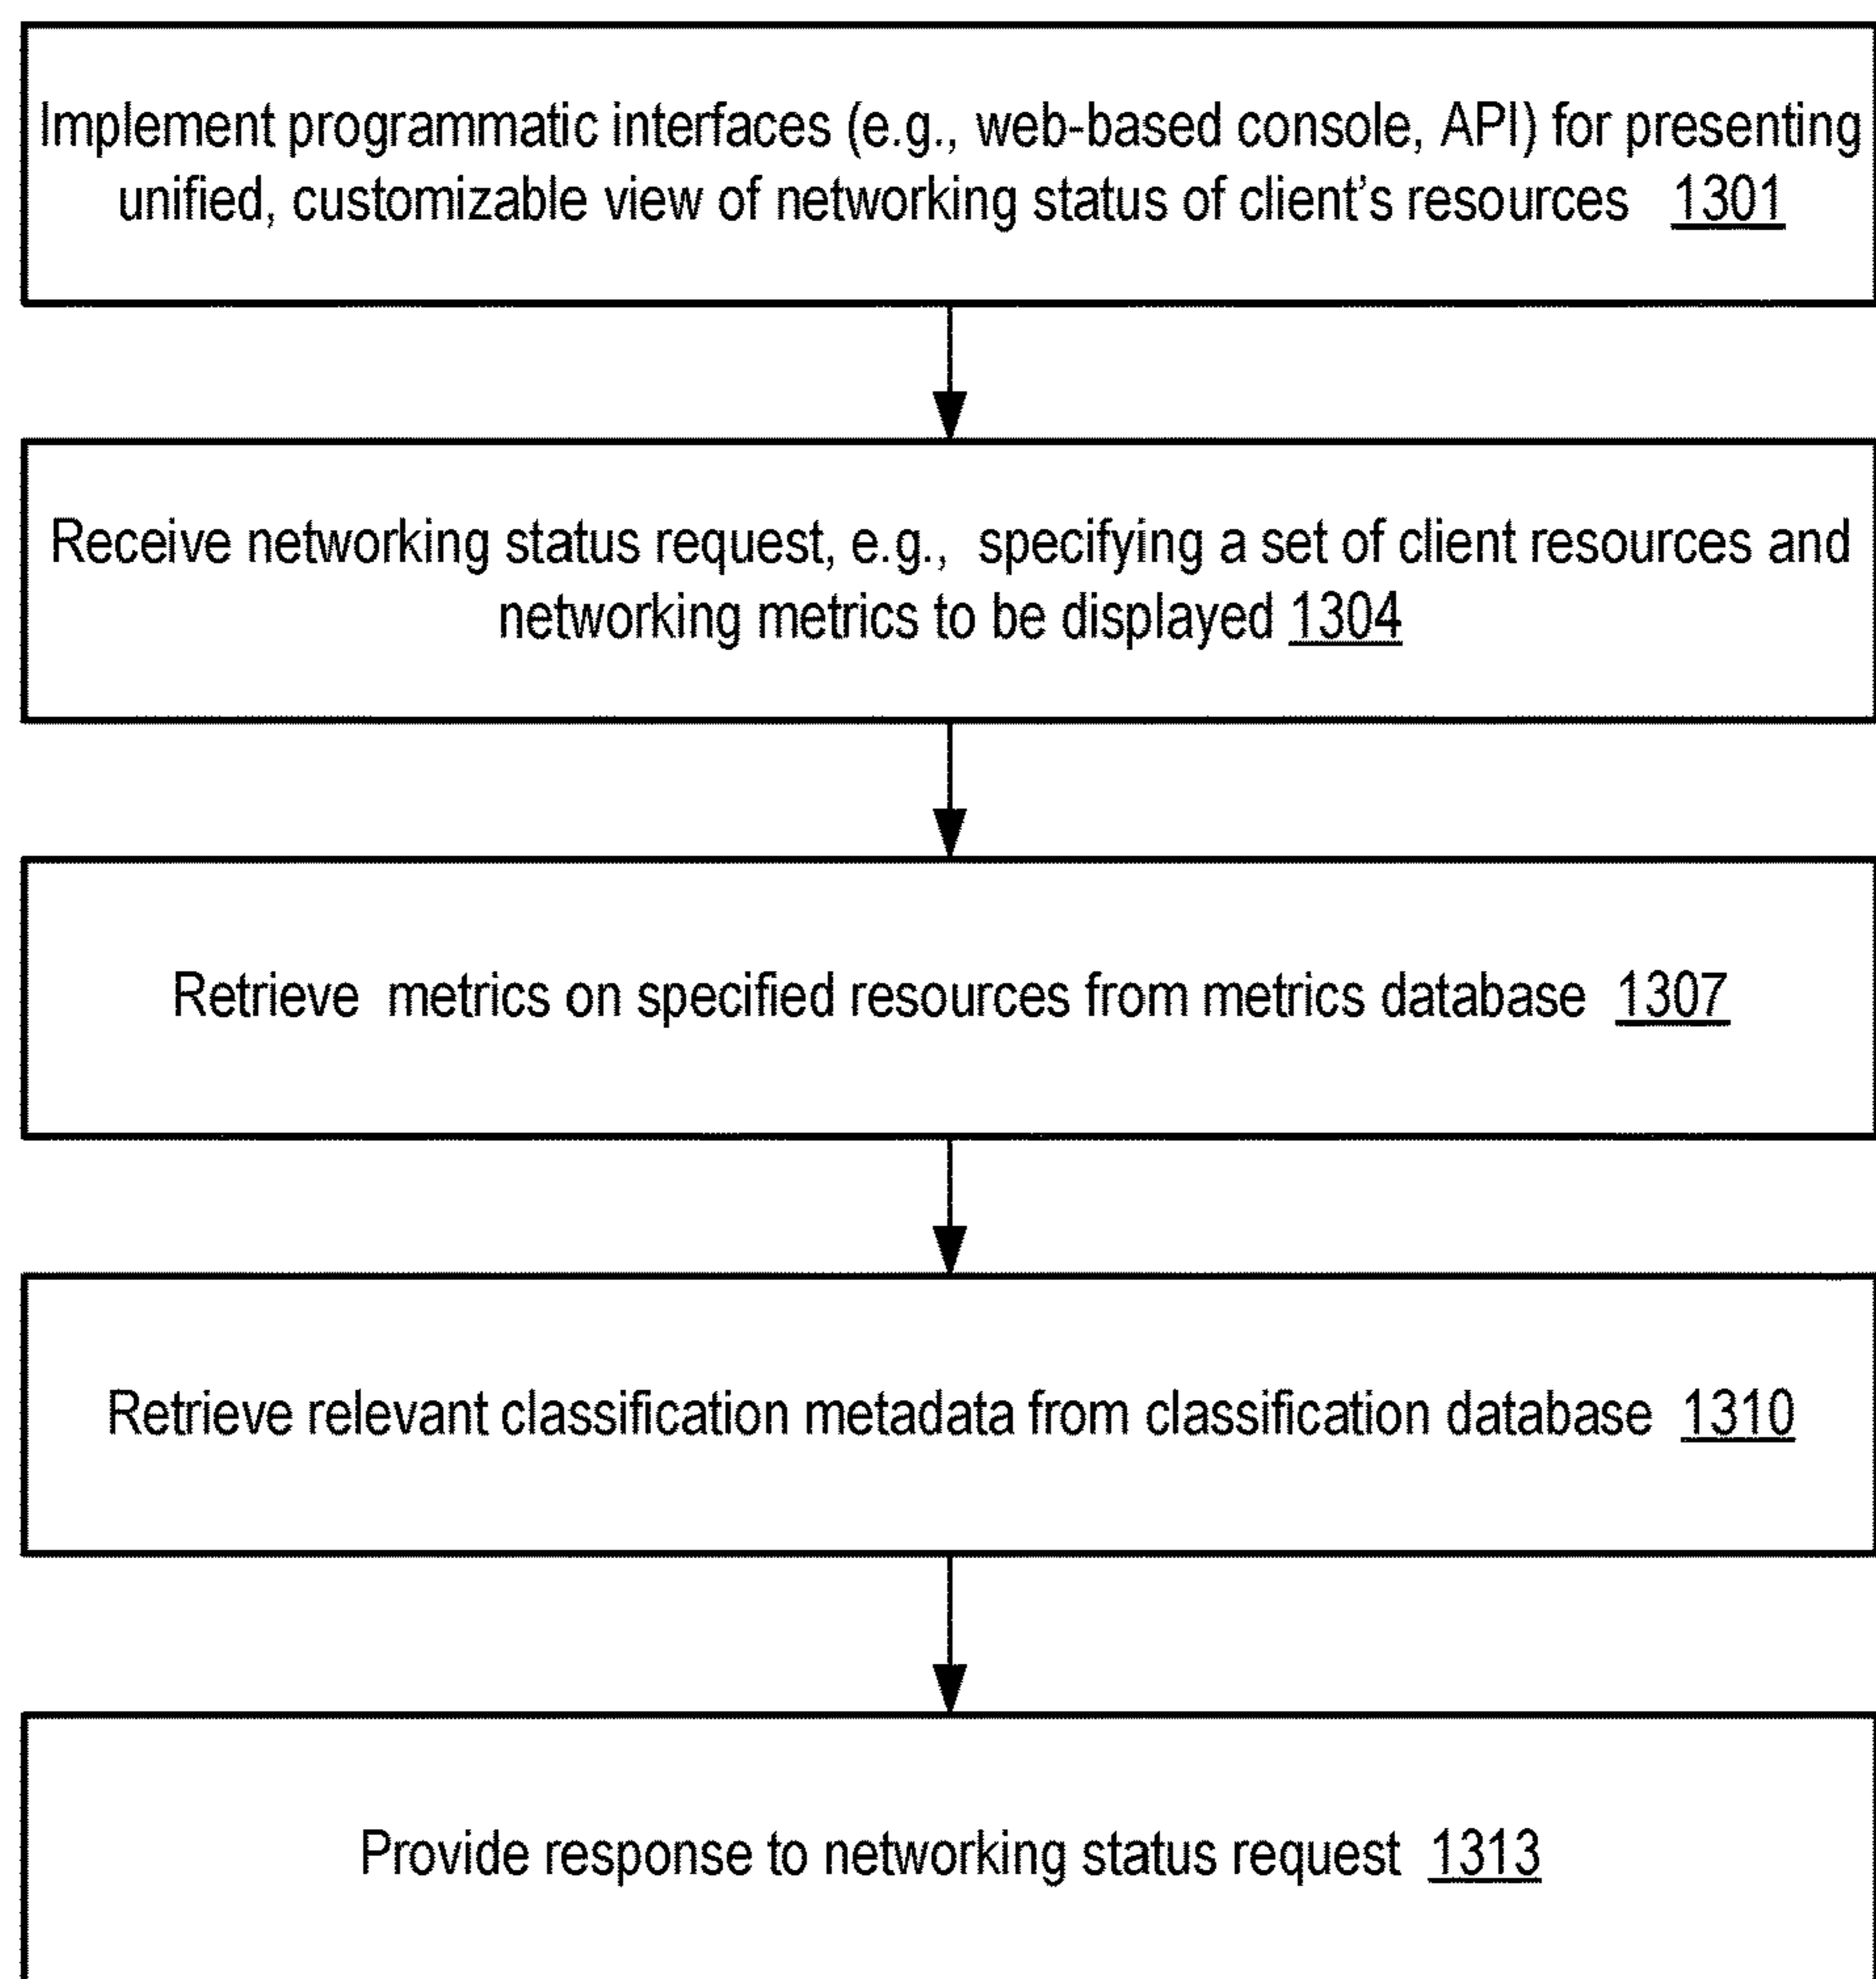 Implement programmatic interfaces (e.g., web-based console, API) for presenting
unified, customizable view of networking status of client’s resources 1301
Receive networking status request, e.g., specifying a set of client resources and
networking metrics to be displayed 1304
Retrieve metrics on specified resources from metrics database 1307
Retrieve relevant classification metadata from classification database 1310
Provide response to networking status request 1313